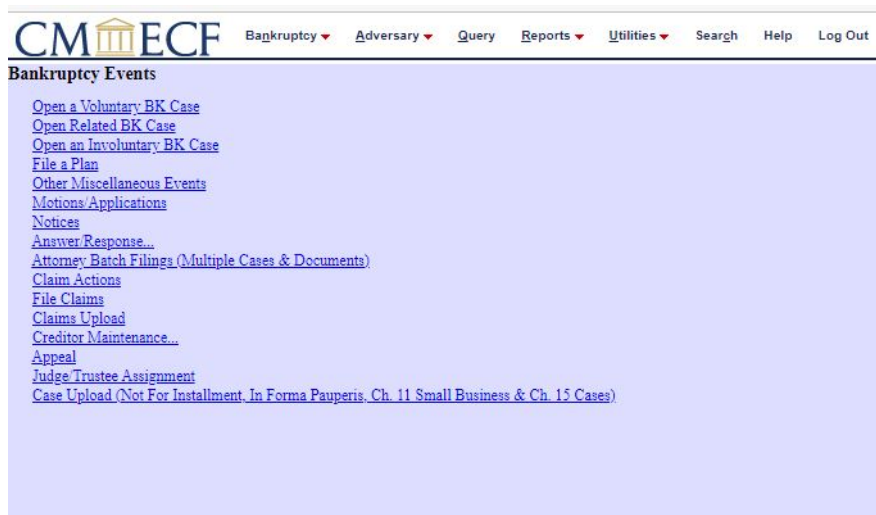 CM ECF Bankruptcy Adversary Query Reports Utilities Search Help Log Out
Bankruptcy Events
Open a Voluntary BK Case
Open Related BK Case
Open an Involuntary BK Case
File a Plan
Other Miscellaneous Events
Motions/Applications
Notices
Answer/Response...
Attorney Batch Filings (Multiple Cases & Documents)
Claim Actions
File Claims
Claims Upload
Creditor Maintenance...
Appeal
Judge/Trustee Assignment
Case Upload (Not For Installment, In Forma Pauperis, Ch. 11 Small Business & Ch. 15 Cases)